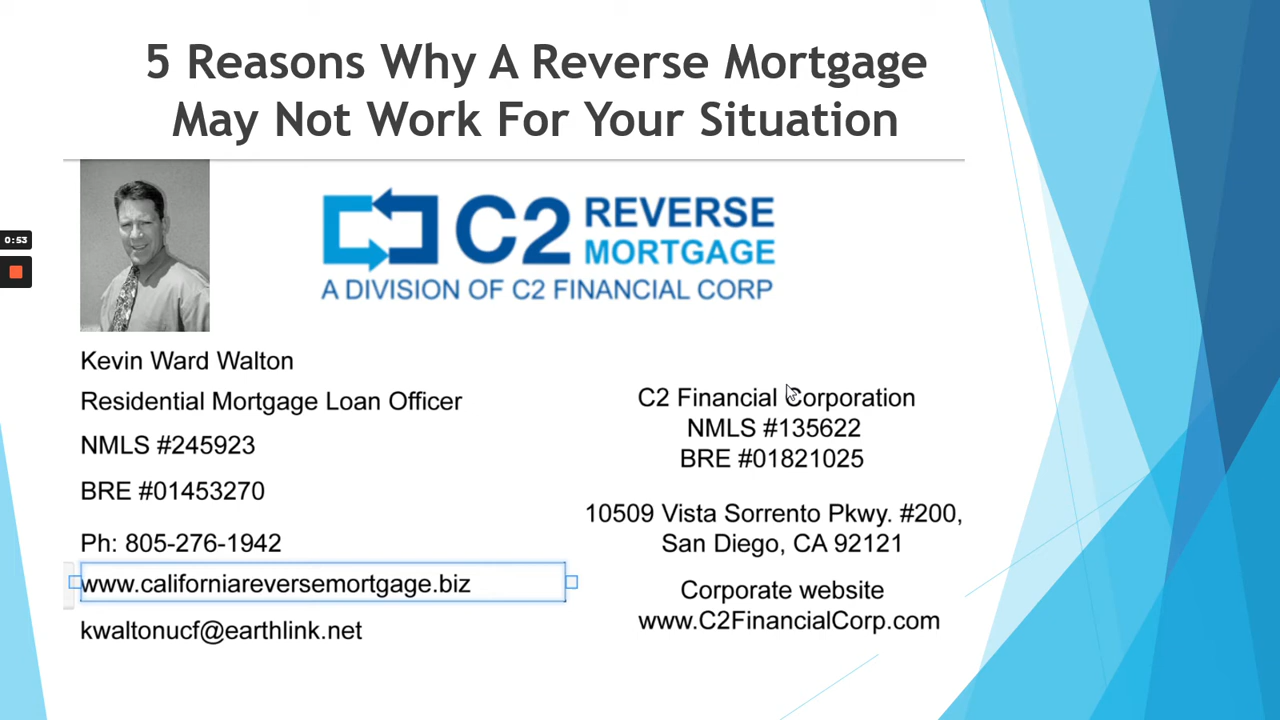 5 Reasons Why A Reverse Mortgage
May Not Work For Your Situation
0:53
C2 REVERSE
MORTGAGE
A DIVISION OF C2 FINANCIAL CORP
Kevin Ward Walton
Residential Mortgage Loan Officer
NMLS #245923
BRE #01453270
Ph: 805-276-1942
www.californiareversemortgage.biz
kwaltonucf@earthlink.net
C2 Financial Corporation
NMLS #135622
BRE #01821025
10509 Vista Sorrento Pkwy. #200,
San Diego, CA 92121
Corporate website
www.C2FinancialCorp.com